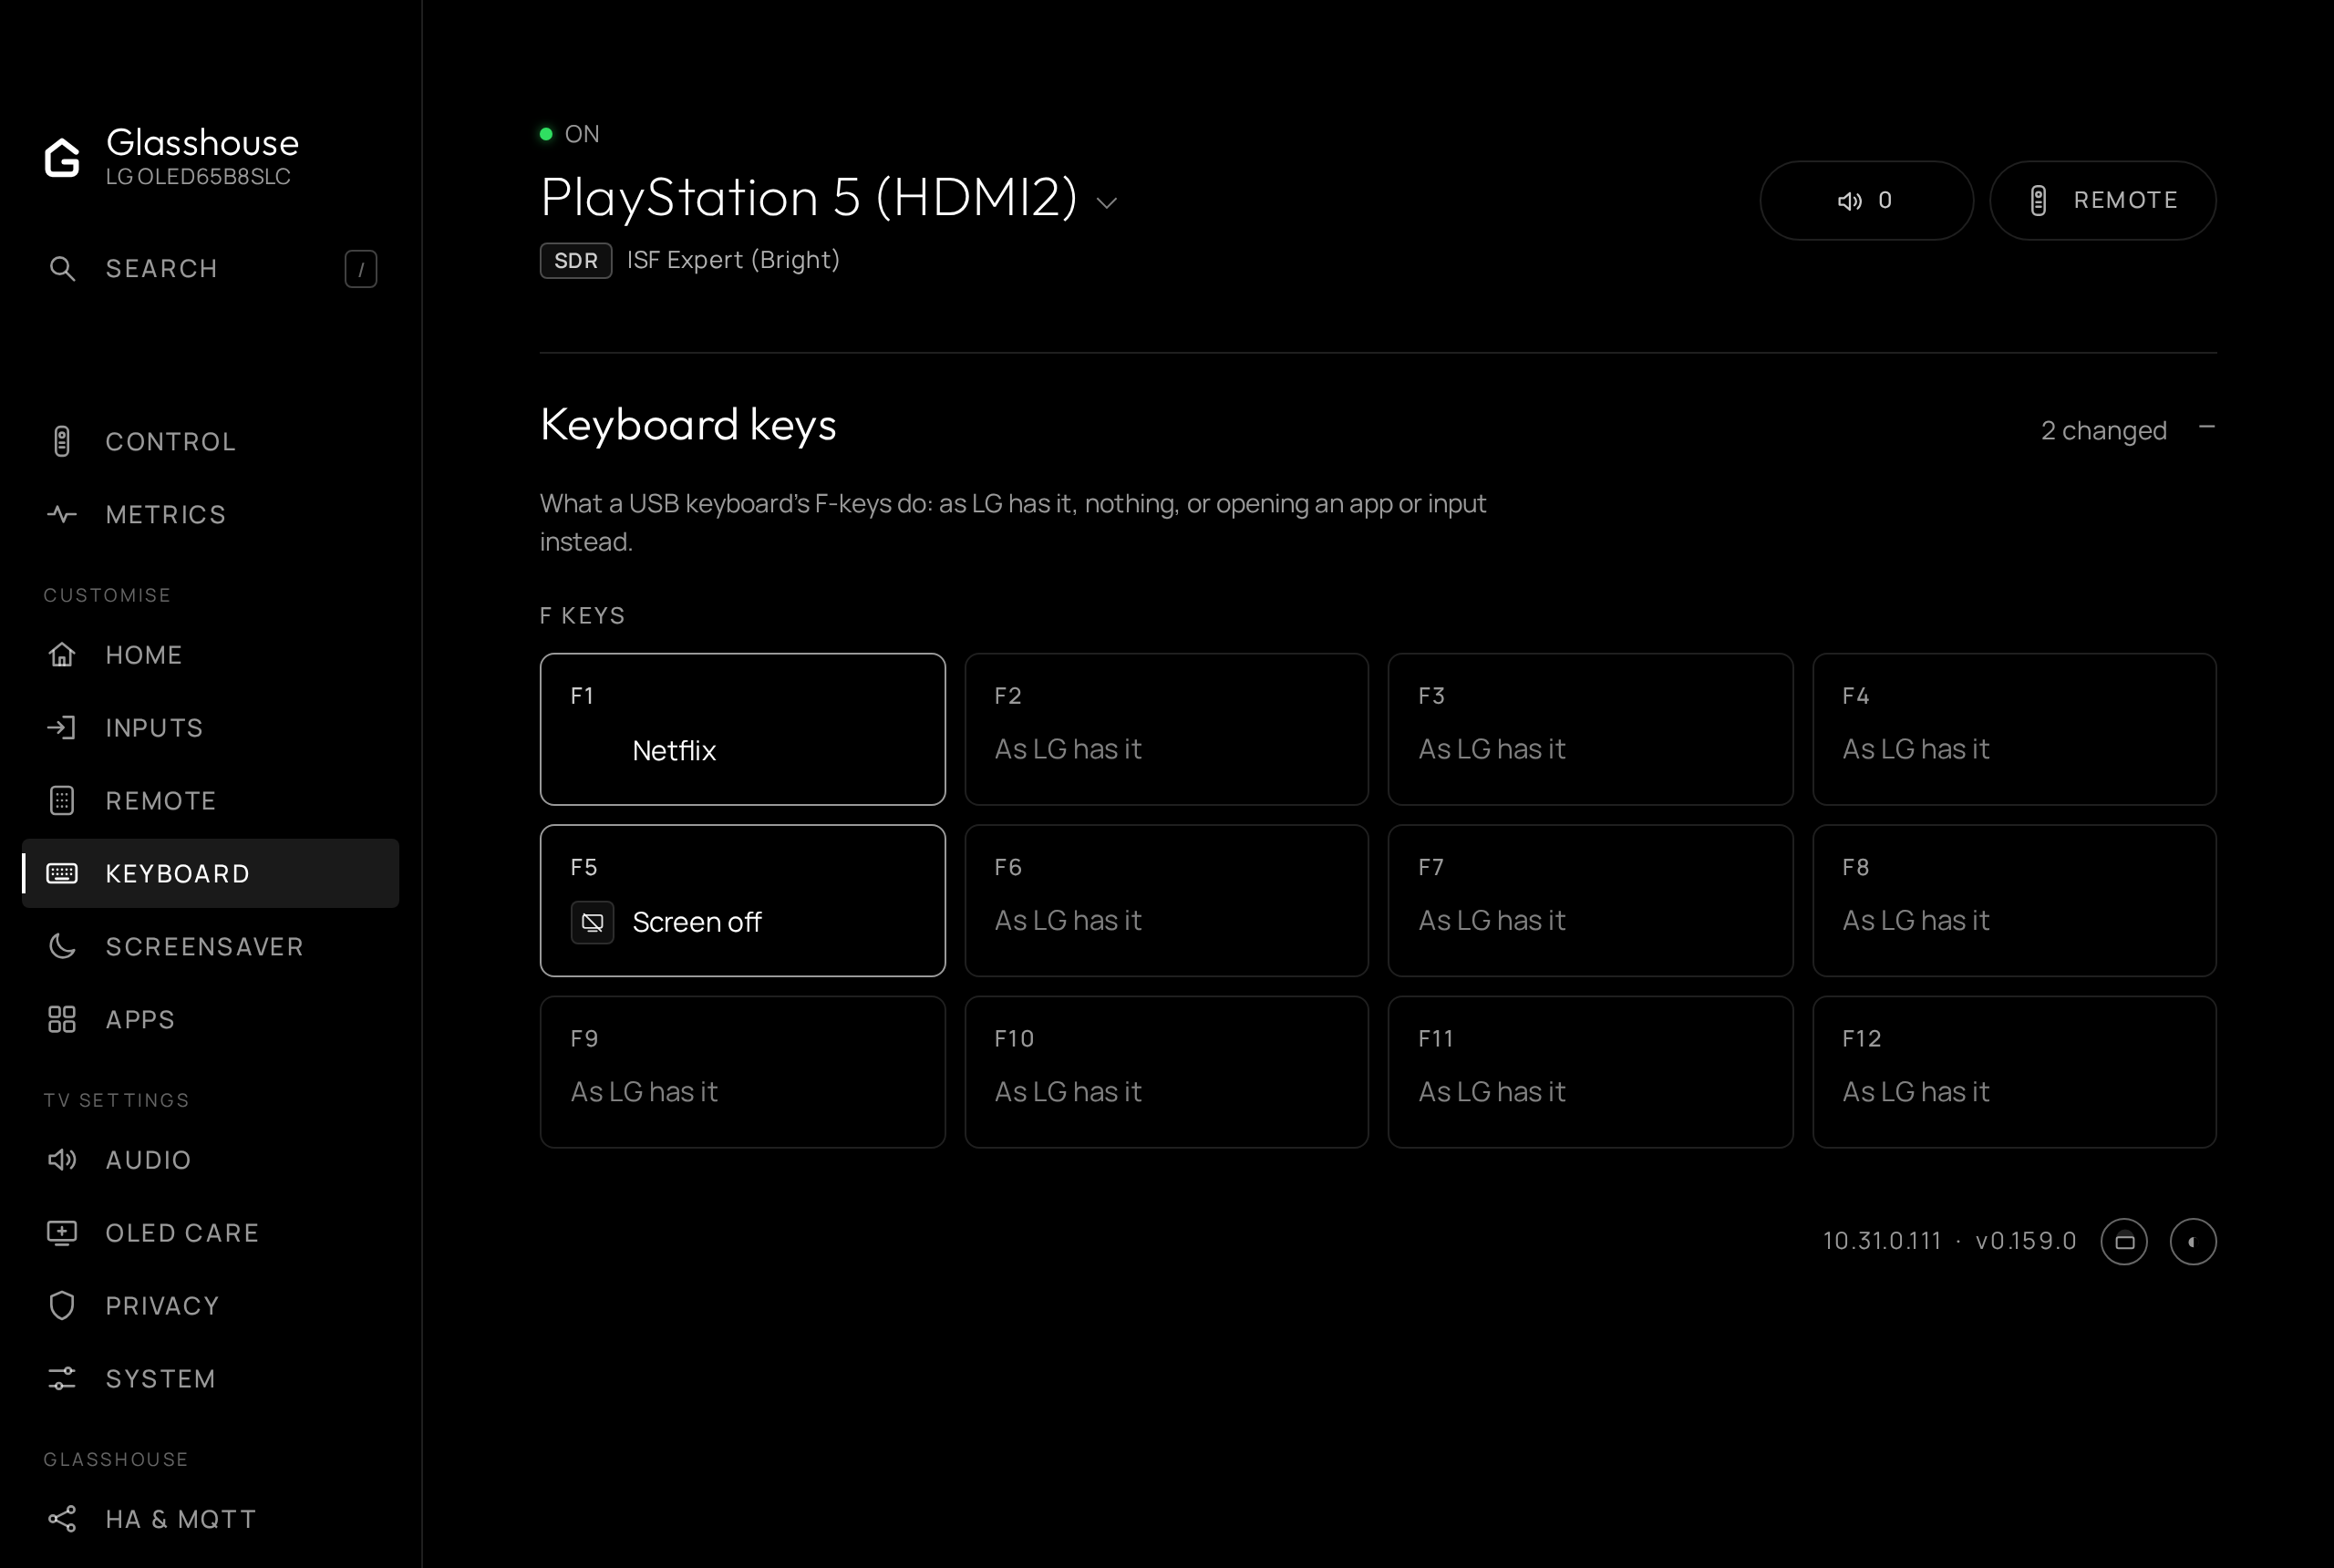 Glasshouse
LG OLED65B8SLC
SEARCH /
CONTROL
METRICS
CUSTOMISE
HOME
INPUTS
REMOTE
KEYBOARD
SCREENSAVER
APPS
TV SETTINGS
AUDIO
OLED CARE
PRIVACY
SYSTEM
GLASSHOUSE
HA & MQTT
ON
PlayStation 5 (HDMI2)
SDR ISF Expert (Bright)
0
REMOTE
Keyboard keys
2 changed
What a USB keyboard's F-keys do: as LG has it, nothing, or opening an app or input
instead.
F KEYS
F1
Netflix
F2
As LG has it
F3
As LG has it
F4
As LG has it
F5
Screen off
F6
As LG has it
F7
As LG has it
F8
As LG has it
F9
As LG has it
F10
As LG has it
F11
As LG has it
F12
As LG has it
10.31.0.111 · v0.159.0